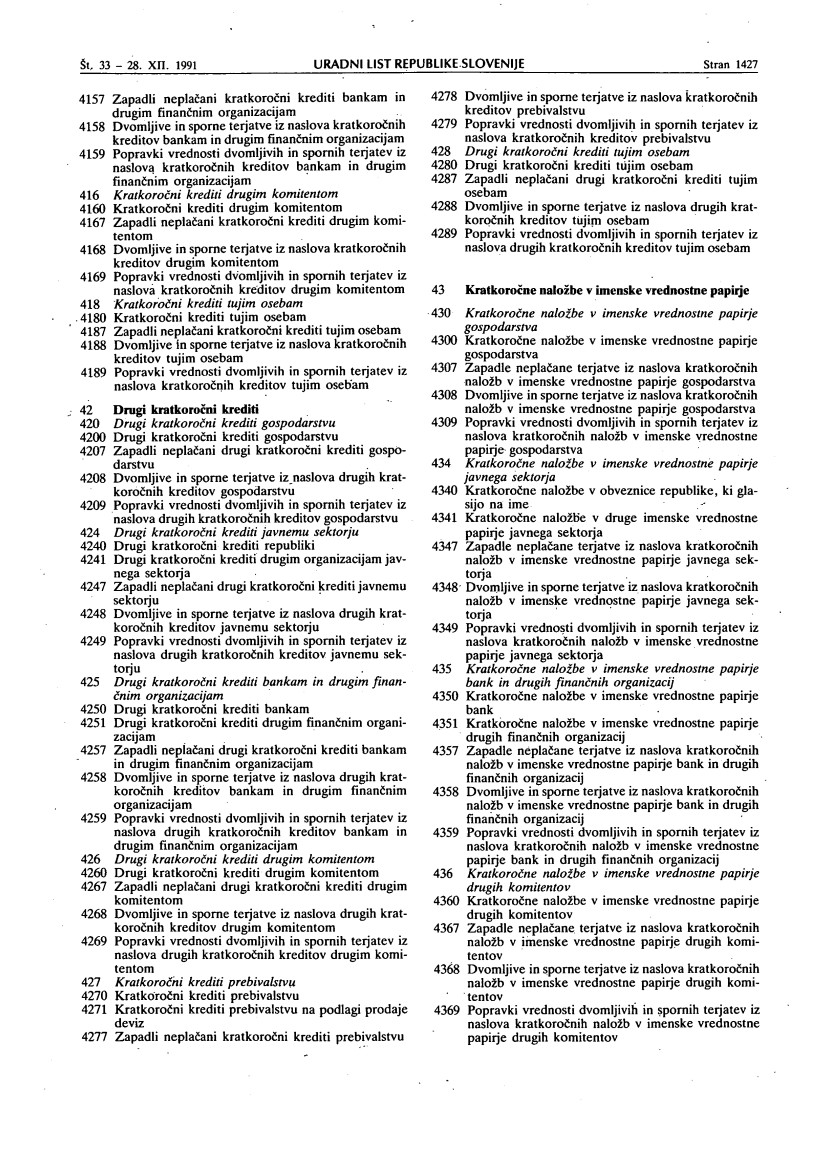 Št. 33 – 28. XII. 1991 URADNI LIST REPUBLIKE SLOVENIJE Stran 1427
4157 Zapadli neplačani kratkoročni krediti bankam in
drugim finančnim organizacijam
4158 Dvomljive in sporne terjatve iz naslova kratkoročnih
kreditov bankam in drugim finančnim organizacijam
4159 Popravki vrednosti dvomljivih in spornih terjatev iz
naslova kratkoročnih kreditov bankam in drugim
finančnim organizacijam
416 Kratkoročni krediti drugim komitentom
4160 Kratkoročni krediti drugim komitentom
4167 Zapadli neplačani kratkoročni krediti drugim komi-
tentom
4168 Dvomljive in sporne terjatve iz naslova kratkoročnih
kreditov drugim komitentom
4169 Popravki vrednosti dvomljivih in spornih terjatev iz
naslova kratkoročnih kreditov drugim komitentom
418 Kratkoročni krediti tujim osebam
4180 Kratkoročni krediti tujim osebam
4187 Zapadli neplačani kratkoročni krediti tujim osebam
4188 Dvomljive in sporne terjatve iz naslova kratkoročnih
kreditov tujim osebam
4189 Popravki vrednosti dvomljivih in spornih terjatev iz
naslova kratkoročnih kreditov tujim osebam
42 Drugi kratkoročni krediti
420 Drugi kratkoročni krediti gospodarstvu
4200 Drugi kratkoročni krediti gospodarstvu
4207 Zapadli neplačani drugi kratkoročni krediti gospo-
darstvu
4208 Dvomljive in sporne terjatve iz naslova drugih krat-
koročnih kreditov gospodarstvu
4209 Popravki vrednosti dvomljivih in spornih terjatev iz
naslova drugih kratkoročnih kreditov gospodarstvu
424 Drugi kratkoročni krediti javnemu sektorju
4240 Drugi kratkoročni krediti republiki
4241 Drugi kratkoročni krediti drugim organizacijam jav-
nega sektorja
4247 Zapadli neplačani drugi kratkoročni krediti javnemu
sektorju
4248 Dvomljive in sporne terjatve iz naslova drugih krat-
koročnih kreditov javnemu sektorju
4249 Popravki vrednosti dvomljivih in spornih terjatev iz
naslova drugih kratkoročnih kreditov javnemu sek-
torju
425 Drugi kratkoročni krediti bankam in drugim finan-
čnim organizacijam
4250 Drugi kratkoročni krediti bankam
4251 Drugi kratkoročni krediti drugim finančnim organi-
zacijam
4257 Zapadli neplačani drugi kratkoročni krediti bankam
in drugim finančnim organizacijam
4258 Dvomljive in sporne terjatve iz naslova drugih krat-
koročnih kreditov bankam in drugim finančnim
organizacijam
4259 Popravki vrednosti dvomljivih in spornih terjatev iz
naslova drugih kratkoročnih kreditov bankam in
drugim finančnim organizacijam
426 Drugi kratkoročni krediti drugim komitentom
4260 Drugi kratkoročni krediti drugim komitentom
4267 Zapadli neplačani drugi kratkoročni krediti drugim
komitentom
4268 Dvomljive in sporne terjatve iz naslova drugih krat-
koročnih kreditov drugim komitentom
4269 Popravki vrednosti dvomljivih in spornih terjatev iz
naslova drugih kratkoročnih kreditov drugim komi-
tentom
427 Kratkoročni krediti prebivalstvu
4270 Kratkoročni krediti prebivalstvu
4271 Kratkoročni krediti prebivalstvu na podlagi prodaje
deviz
4277 Zapadli neplačani kratkoročni krediti prebivalstvu
4278 Dvomljive in sporne terjatve iz naslova kratkoročnih
kreditov prebivalstvu
4279 Popravki vrednosti dvomljivih in spornih terjatev iz
naslova kratkoročnih kreditov prebivalstvu
428 Drugi kratkoročni krediti tujim osebam
4280 Drugi kratkoročni krediti tujim osebam
4287 Zapadli neplačani drugi kratkoročni krediti tujim
osebam
4288 Dvomljive in sporne terjatve iz naslova drugih krat-
koročnih kreditov tujim osebam
4289 Popravki vrednosti dvomljivih in spornih terjatev iz
naslova drugih kratkoročnih kreditov tujim osebam
43 Kratkoročne naložbe v imenske vrednostne papirje
430 Kratkoročne naložbe v imenske vrednostne papirje
gospodarstva
4300 Kratkoročne naložbe v imenske vrednostne papirje
gospodarstva
4307 Zapadle neplačane terjatve iz naslova kratkoročnih
naložb v imenske vrednostne papirje gospodarstva
4308 Dvomljive in sporne terjatve iz naslova kratkoročnih
naložb v imenske vrednostne papirje gospodarstva
4309 Popravki vrednosti dvomljivih in spornih terjatev iz
naslova kratkoročnih naložb v imenske vrednostne
papirje gospodarstva
434 Kratkoročne naložbe v imenske vrednostne papirje
javnega sektorja
4340 Kratkoročne naložbe v obveznice republike, ki gla-
sijo na ime
4341 Kratkoročne naložbe v druge imenske vrednostne
papirje javnega sektorja
4347 Zapadle neplačane terjatve iz naslova kratkoročnih
naložb v imenske vrednostne papirje javnega sek-
torja
4348 Dvomljive in sporne terjatve iz naslova kratkoročnih
naložb v imenske vrednostne papirje javnega sek-
torja
4349 Popravki vrednosti dvomljivih in spornih terjatev iz
naslova kratkoročnih naložb v imenske vrednostne
papirje javnega sektorja
435 Kratkoročne naložbe v imenske vrednostne papirje
bank in drugih finančnih organizacij
4350 Kratkoročne naložbe v imenske vrednostne papirje
bank
4351 Kratkoročne naložbe v imenske vrednostne papirje
drugih finančnih organizacij
4357 Zapadle neplačane terjatve iz naslova kratkoročnih
naložb v imenske vrednostne papirje bank in drugih
finančnih organizacij
4358 Dvomljive in sporne terjatve iz naslova kratkoročnih
naložb v imenske vrednostne papirje bank in drugih
finančnih organizacij
4359 Popravki vrednosti dvomljivih in spornih terjatev iz
naslova kratkoročnih naložb v imenske vrednostne
papirje bank in drugih finančnih organizacij
436 Kratkoročne naložbe v imenske vrednostne papirje
drugih komitentov
4360 Kratkoročne naložbe v imenske vrednostne papirje
drugih komitentov
4367 Zapadle neplačane terjatve iz naslova kratkoročnih
naložb v imenske vrednostne papirje drugih komi-
tentov
4368 Dvomljive in sporne terjatve iz naslova kratkoročnih
naložb v imenske vrednostne papirje drugih komi-
tentov
4369 Popravki vrednosti dvomljivih in spornih terjatev iz
naslova kratkoročnih naložb v imenske vrednostne
papirje drugih komitentov